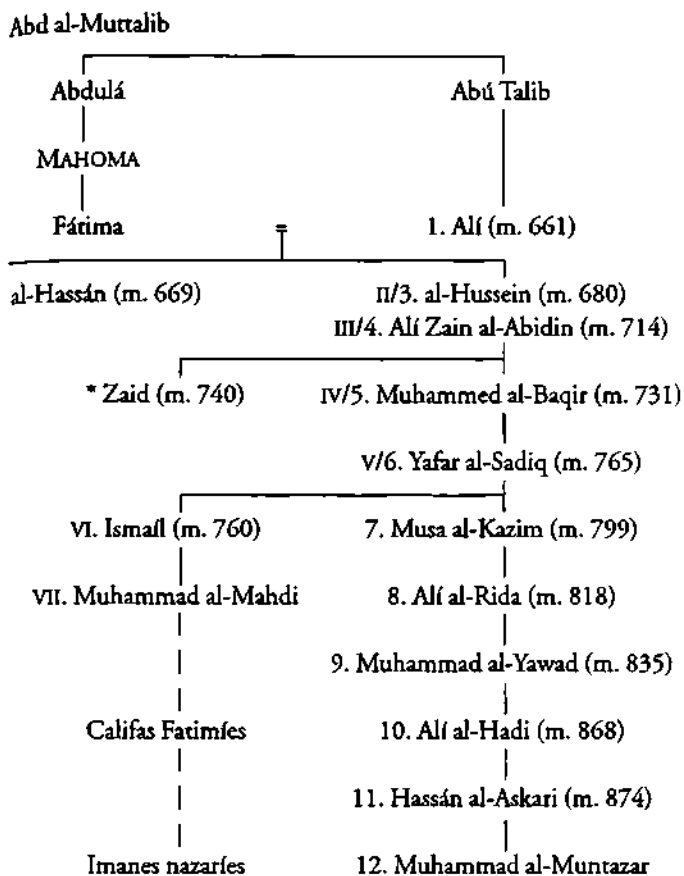 Abd al-Muttalib
Abdulá Abú Talib
MAHOMA
Fátima = 1. Alí (m. 661)
al-Hassán (m. 669) II/3. al-Hussein (m. 680)
III/4. Alí Zain al-Abidin (m. 714)
* Zaid (m. 740) IV/5. Muhammed al-Baqir (m. 731)
V/6. Yafar al-Sadiq (m. 765)
VI. Ismaíl (m. 760) 7. Musa al-Kazim (m. 799)
VII. Muhammad al-Mahdi 8. Alí al-Rida (m. 818)
9. Muhammad al-Yawad (m. 835)
Califas Fatimíes 10. Alí al-Hadi (m. 868)
11. Hassán al-Askari (m. 874)
Imanes nazaríes 12. Muhammad al-Muntazar